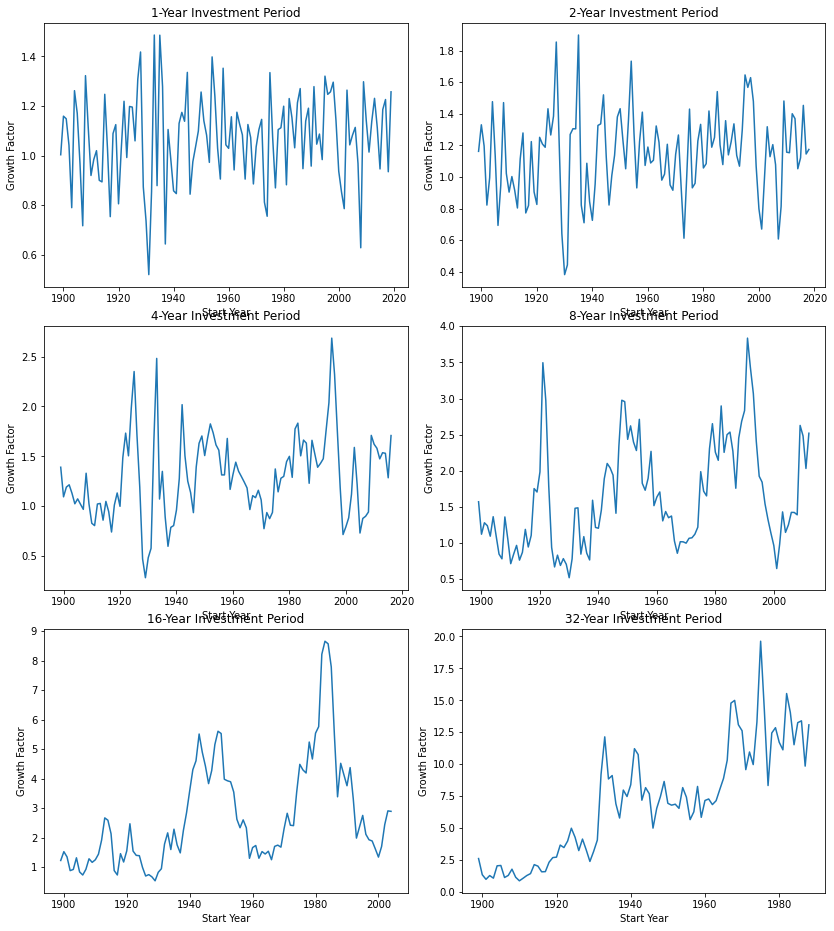 1-Year Investment Period
Growth Factor
1.4
1.2
1.0
0.8
0.6
1900 1920 1940 1960 1980 2000 2020
Start Year
2-Year Investment Period
Growth Factor
1.8
1.6
1.4
1.2
1.0
0.8
0.6
0.4
1900 1920 1940 1960 1980 2000 2020
Start Year
4-Year Investment Period
Growth Factor
2.5
2.0
1.5
1.0
0.5
1900 1920 1940 1960 1980 2000 2020
Start Year
8-Year Investment Period
Growth Factor
4.0
3.5
3.0
2.5
2.0
1.5
1.0
0.5
1900 1920 1940 1960 1980 2000
Start Year
16-Year Investment Period
Growth Factor
9
8
7
6
5
4
3
2
1
1900 1920 1940 1960 1980 2000
Start Year
32-Year Investment Period
Growth Factor
20.0
17.5
15.0
12.5
10.0
7.5
5.0
2.5
0.0
1900 1920 1940 1960 1980
Start Year